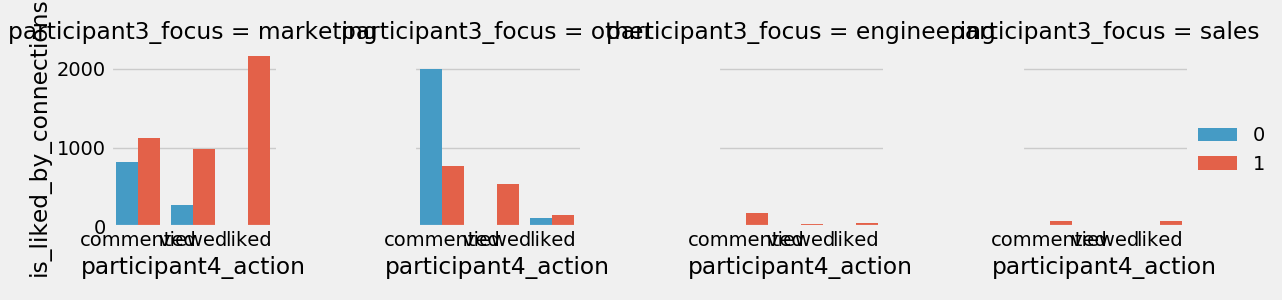 participant3_focus = marketing
participant3_focus = other
participant3_focus = engineering
participant3_focus = sales
is_liked_by_connections
2000
1000
0
commented viewed liked
commented viewed liked
commented viewed liked
commented viewed liked
participant4_action
participant4_action
participant4_action
participant4_action
0
1